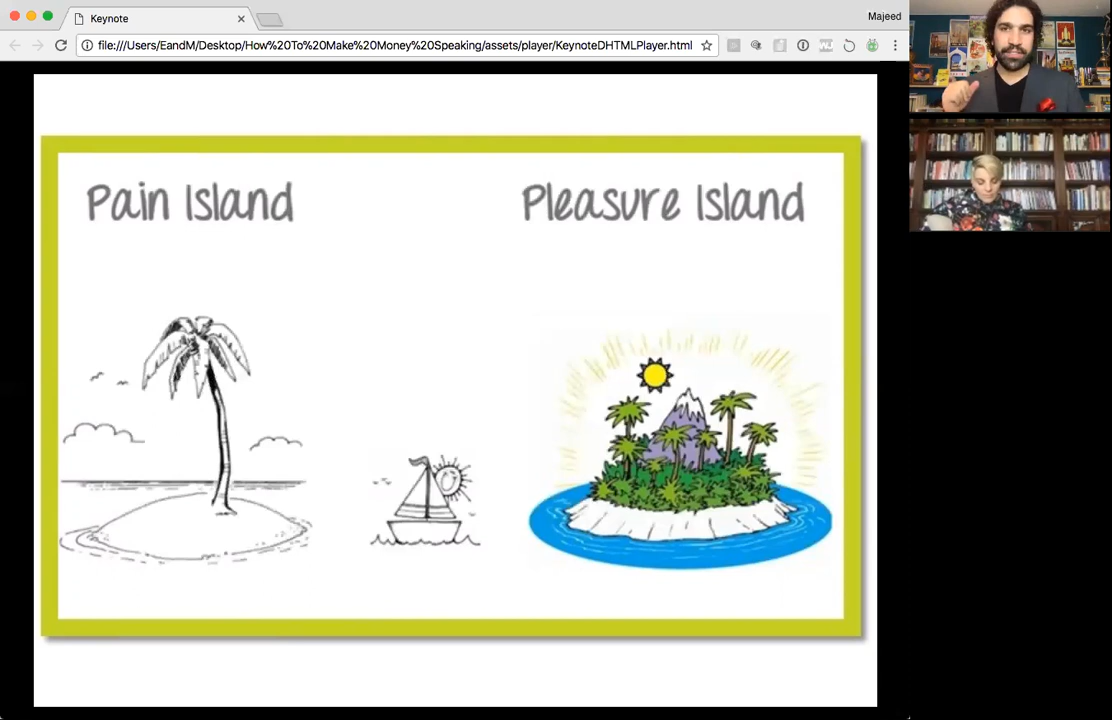 Keynote
Majeed
file:///Users/EandM/Desktop/How%20To%20Make%20Money%20Speaking/assets/player/KeynoteDHTMLPlayer.html
Pain Island
Pleasure Island